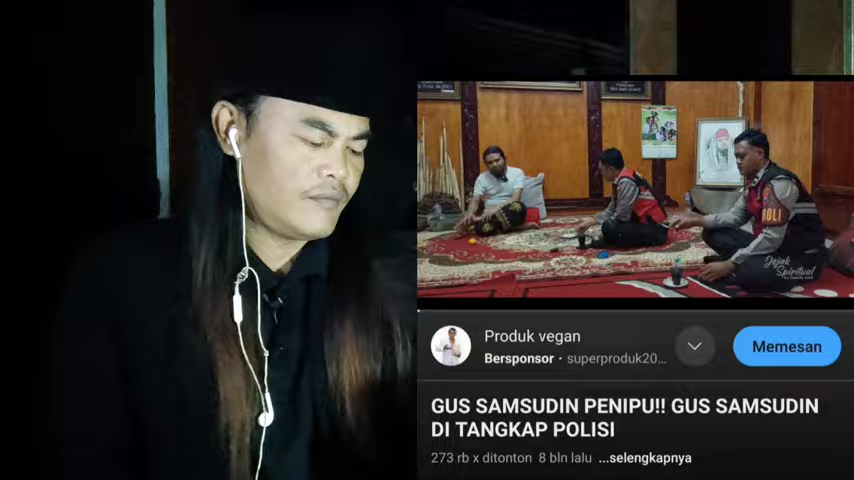 POLI
Jejak
Spiritual
Produk vegan
Bersponsor · superproduk20...
Memesan
GUS SAMSUDIN PENIPU!! GUS SAMSUDIN
DI TANGKAP POLISI
273 rb x ditonton 8 bln lalu ...selengkapnya